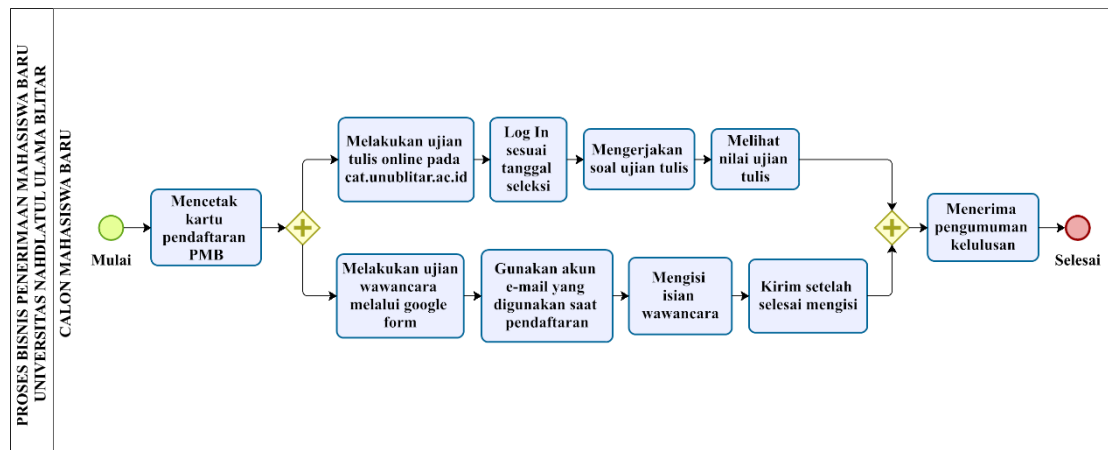 PROSES BISNIS PENERIMAAN MAHASISWA BARU
UNIVERSITAS NAHDLATUL ULAMA BLITAR
CALON MAHASISWA BARU
Mulai
Mencetak
kartu
pendaftaran
PMB
Melakukan ujian
tulis online pada
cat.unublitar.ac.id
Log In
sesuai
tanggal
seleksi
Mengerjakan
soal ujian tulis
Melihat
nilai ujian
tulis
Melakukan ujian
wawancara
melalui google
form
Gunakan akun
e-mail yang
digunakan saat
pendaftaran
Mengisi
isian
wawancara
Kirim setelah
selesai mengisi
Menerima
pengumuman
kelulusan
Selesai